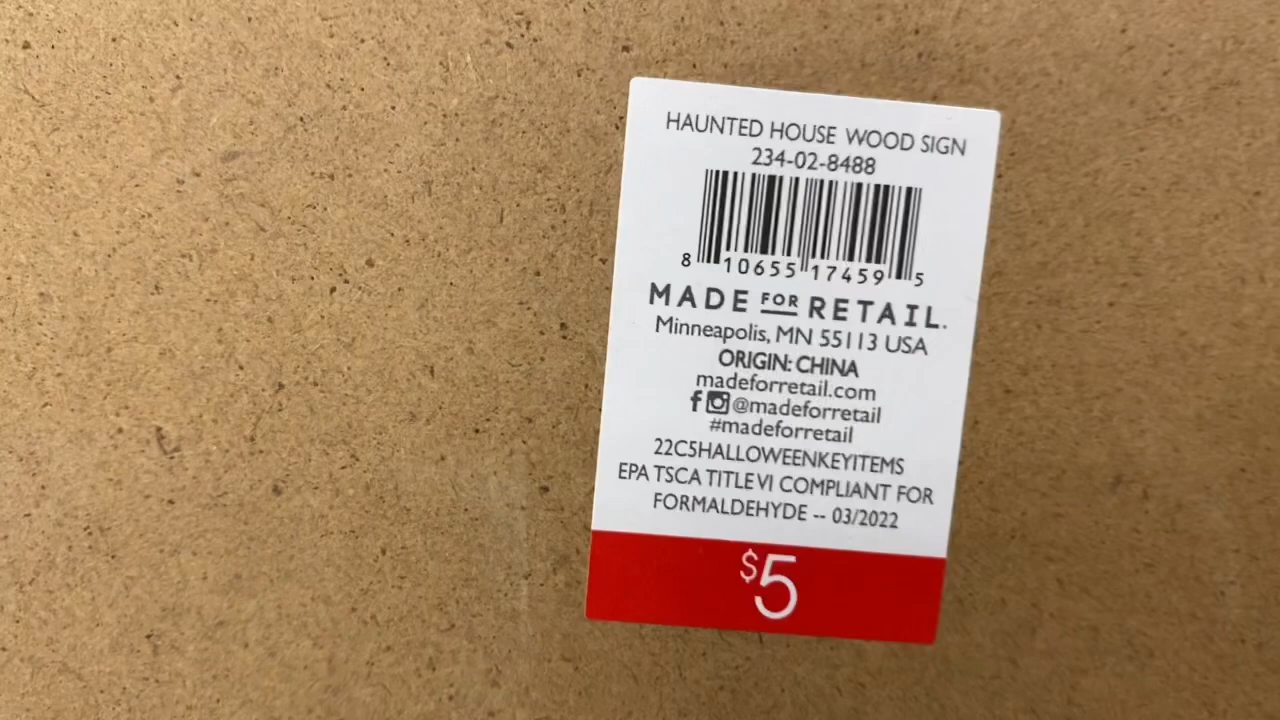 HAUNTED HOUSE WOOD SIGN
234-02-8488
8 10655 17459 5
MADE FOR RETAIL.
Minneapolis, MN 55113 USA
ORIGIN: CHINA
madeforretail.com
f @madeforretail
#madeforretail
22C5HALLOWEENKEYITEMS
EPA TSCA TITLE VI COMPLIANT FOR
FORMALDEHYDE -- 03/2022
$5